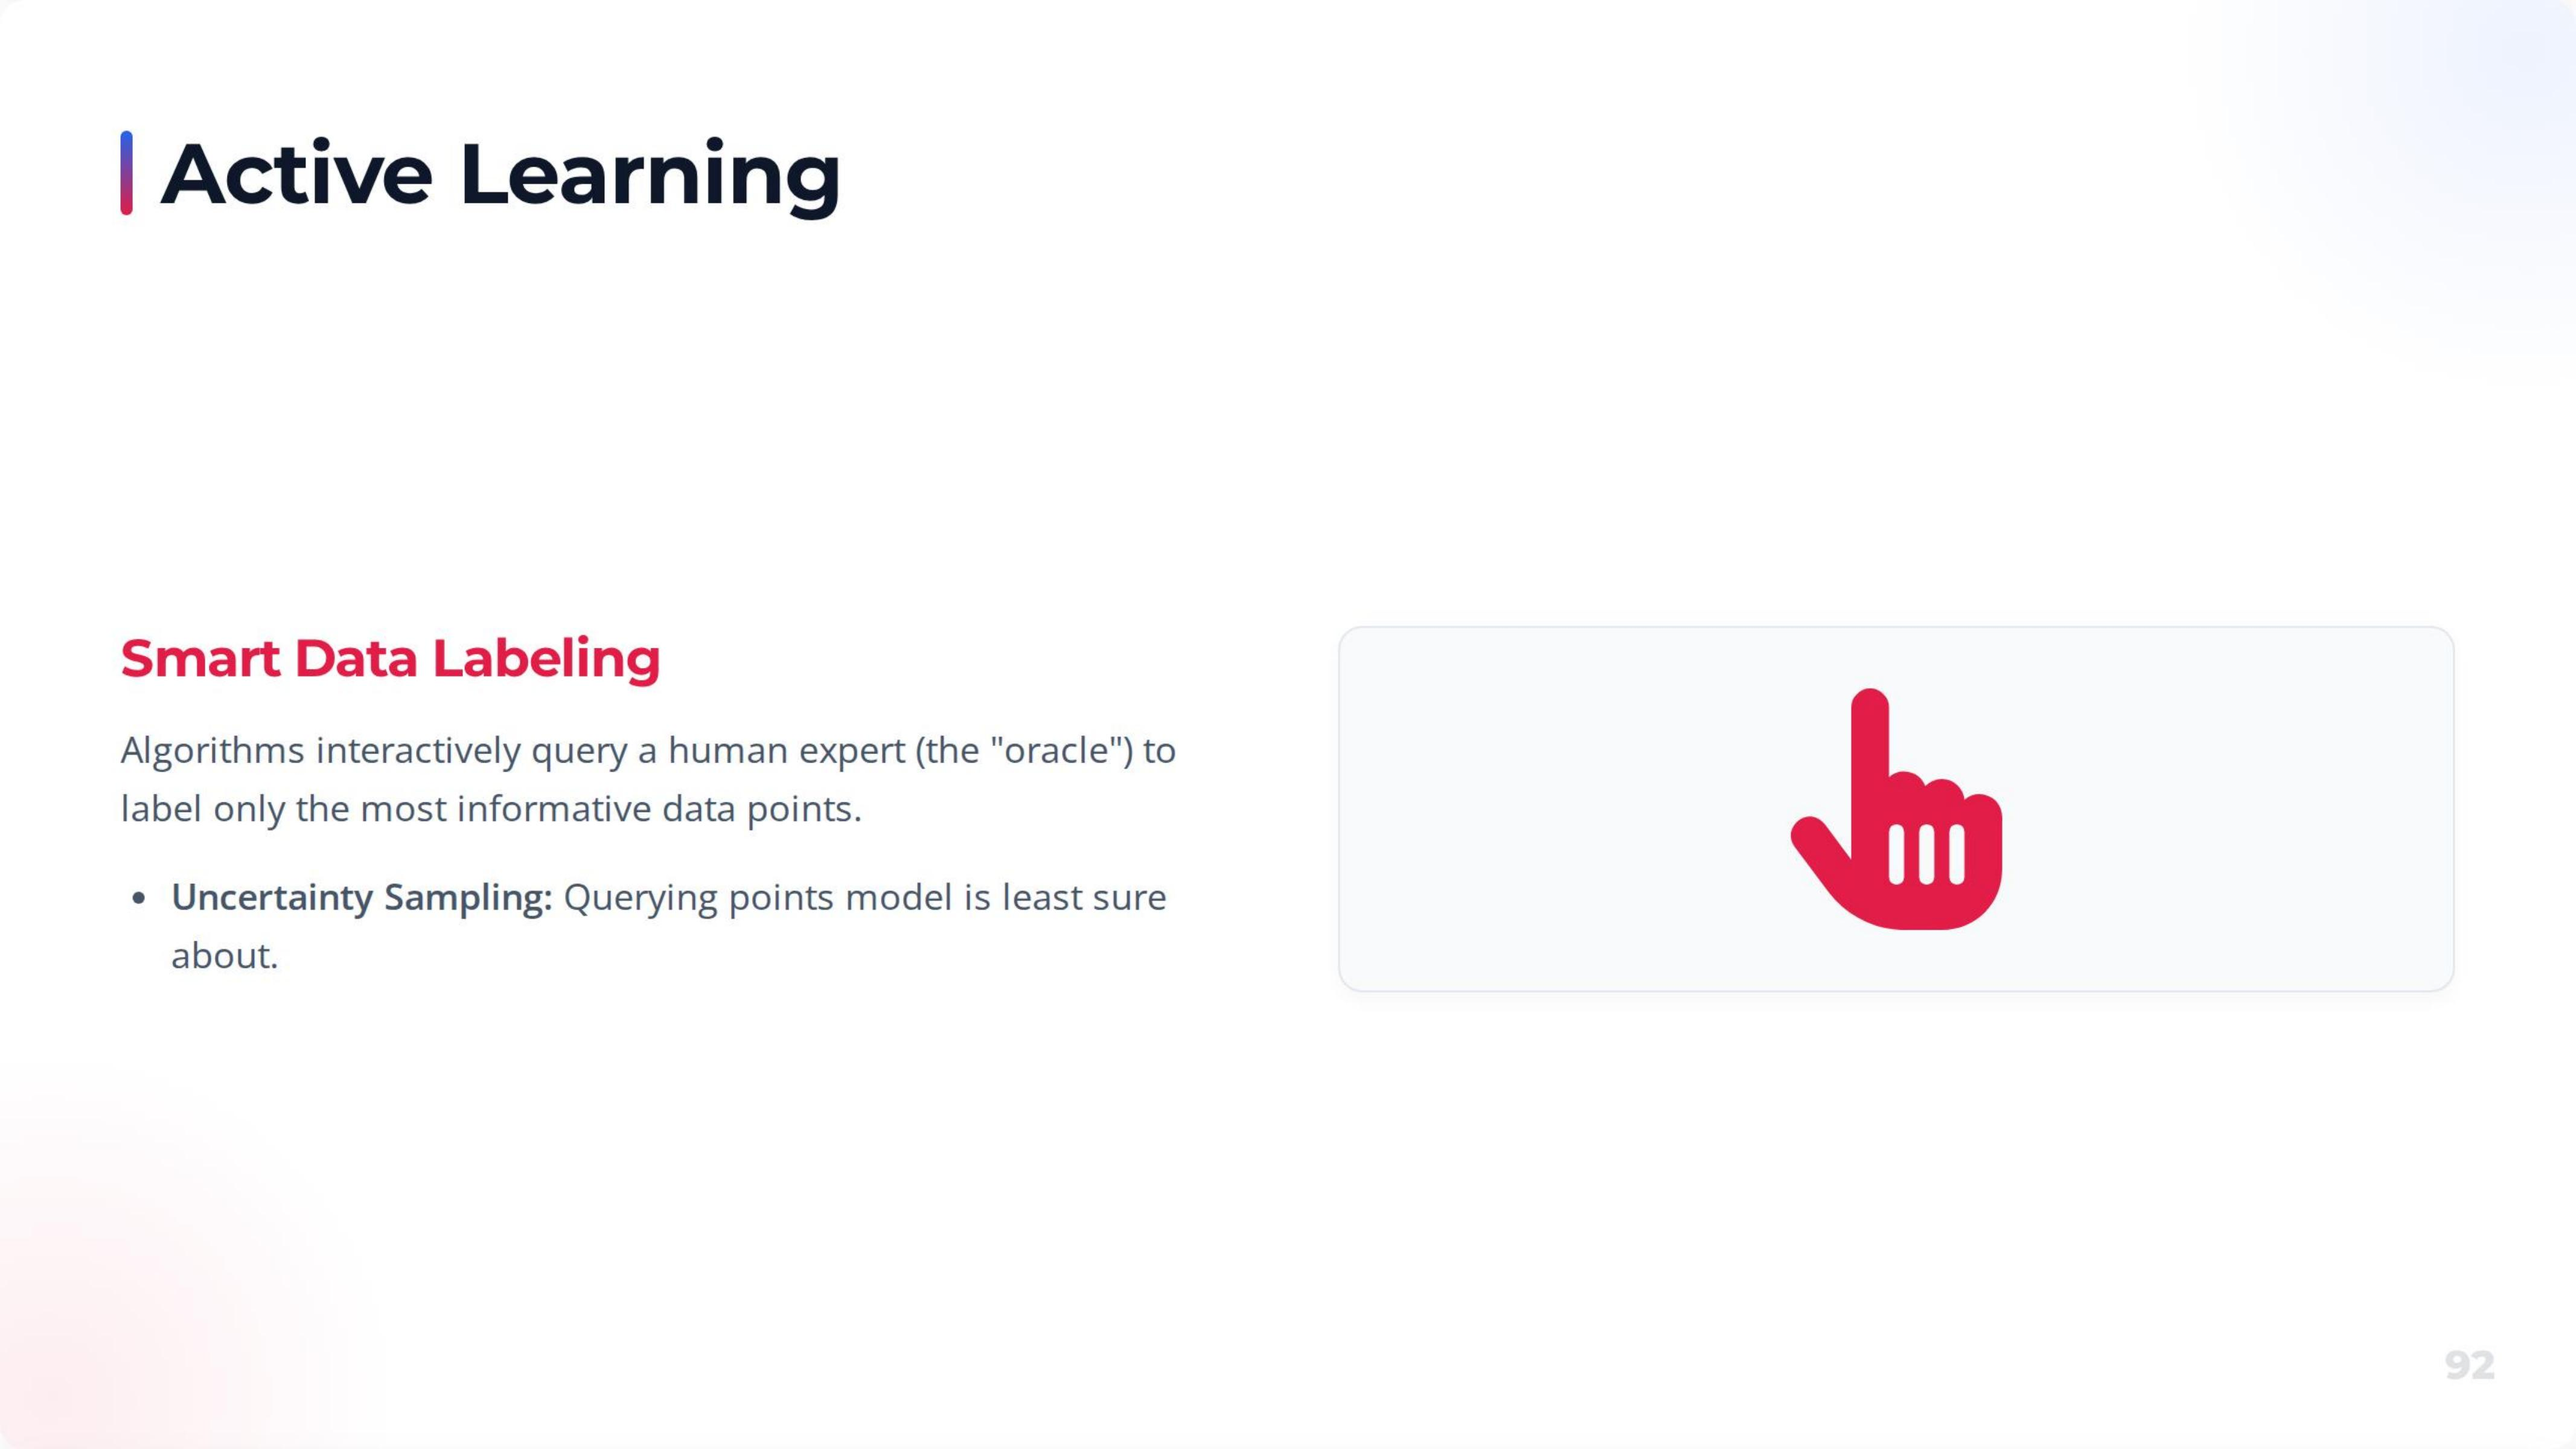 Active Learning
Smart Data Labeling
Algorithms interactively query a human expert (the "oracle") to
label only the most informative data points.
• Uncertainty Sampling: Querying points model is least sure
about.
92